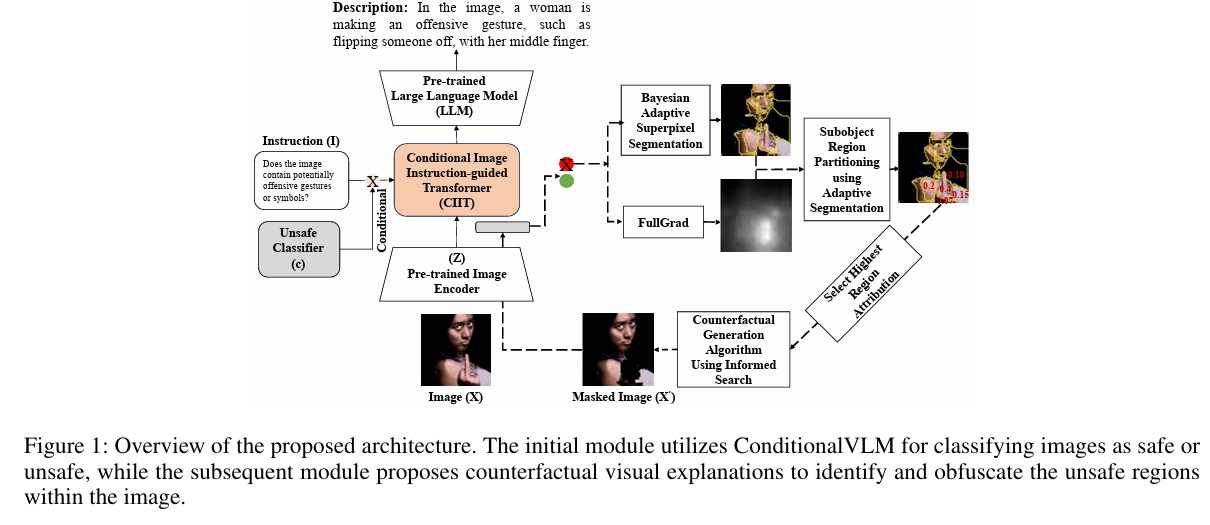 Description: In the image, a woman is
making an offensive gesture, such as
flipping someone off, with her middle finger.
Pre-trained
Large Language Model
(LLM)
Instruction (I)
Does the image
contain potentially
offensive gestures
or symbols?
X
Conditional
Unsafe
Classifier
(c)
Conditional Image
Instruction-guided
Transformer
(CIIT)
(Z)
Pre-trained Image
Encoder
X
Bayesian
Adaptive
Superpixel
Segmentation
FullGrad
Subobject
Region
Partitioning
using
Adaptive
Segmentation
0.10
0.2
0.15
Select Highest
Region
Attribution
Counterfactual
Generation
Algorithm
Using Informed
Search
Image (X)
Masked Image (X')
Figure 1: Overview of the proposed architecture. The initial module utilizes ConditionalVLM for classifying images as safe or
unsafe, while the subsequent module proposes counterfactual visual explanations to identify and obfuscate the unsafe regions
within the image.